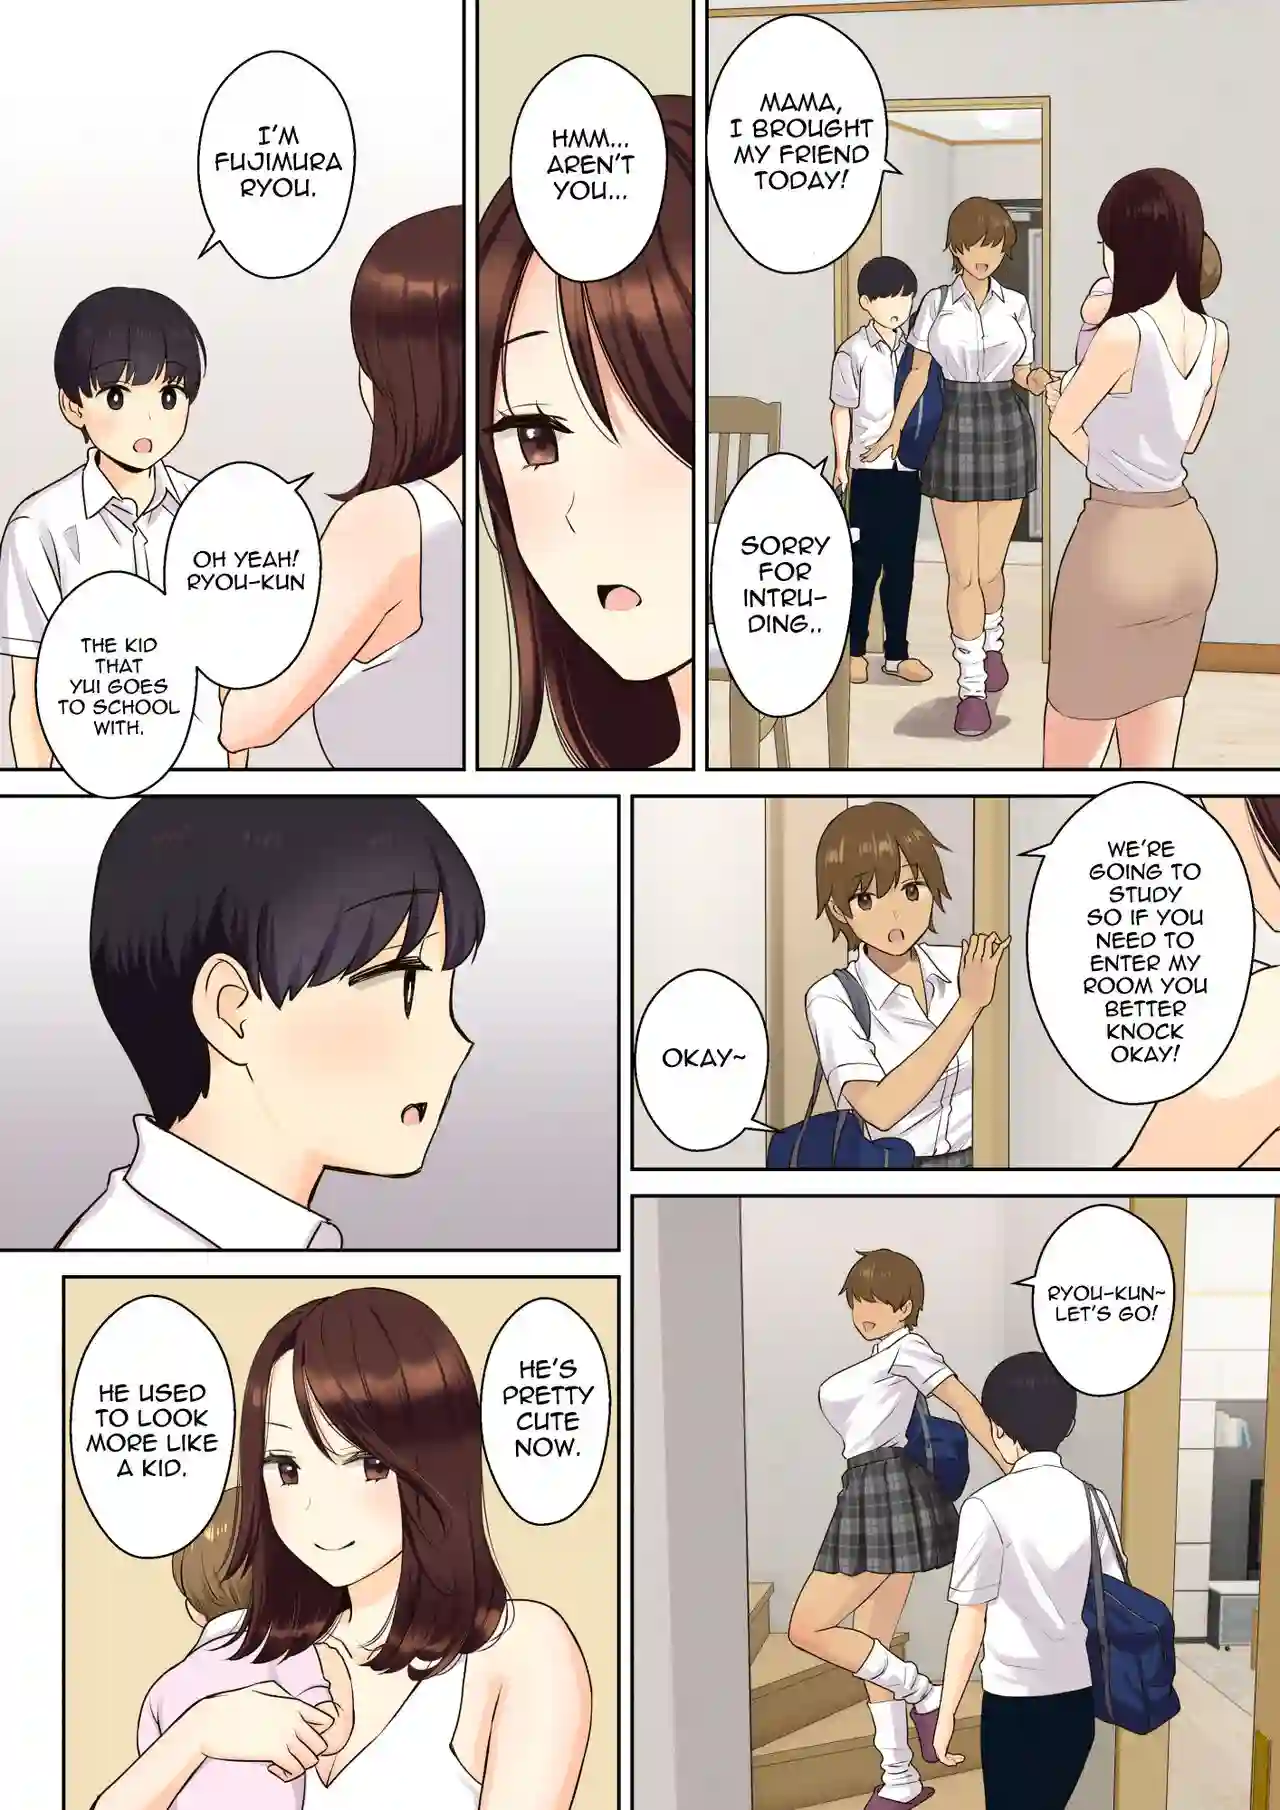 MAMA,
I BROUGHT
MY FRIEND
TODAY!
SORRY
FOR
INTRU-
DING..
HMM...
AREN'T
YOU...
I'M
FUJIMURA
RYOU.
OH YEAH!
RYOU-KUN
THE KID
THAT
YUI GOES
TO SCHOOL
WITH.
WE'RE
GOING TO
STUDY
SO IF YOU
NEED TO
ENTER MY
ROOM YOU
BETTER
KNOCK
OKAY!
OKAY~
RYOU-KUN~
LET'S GO!
HE'S
PRETTY
CUTE
NOW.
HE USED
TO LOOK
MORE LIKE
A KID.